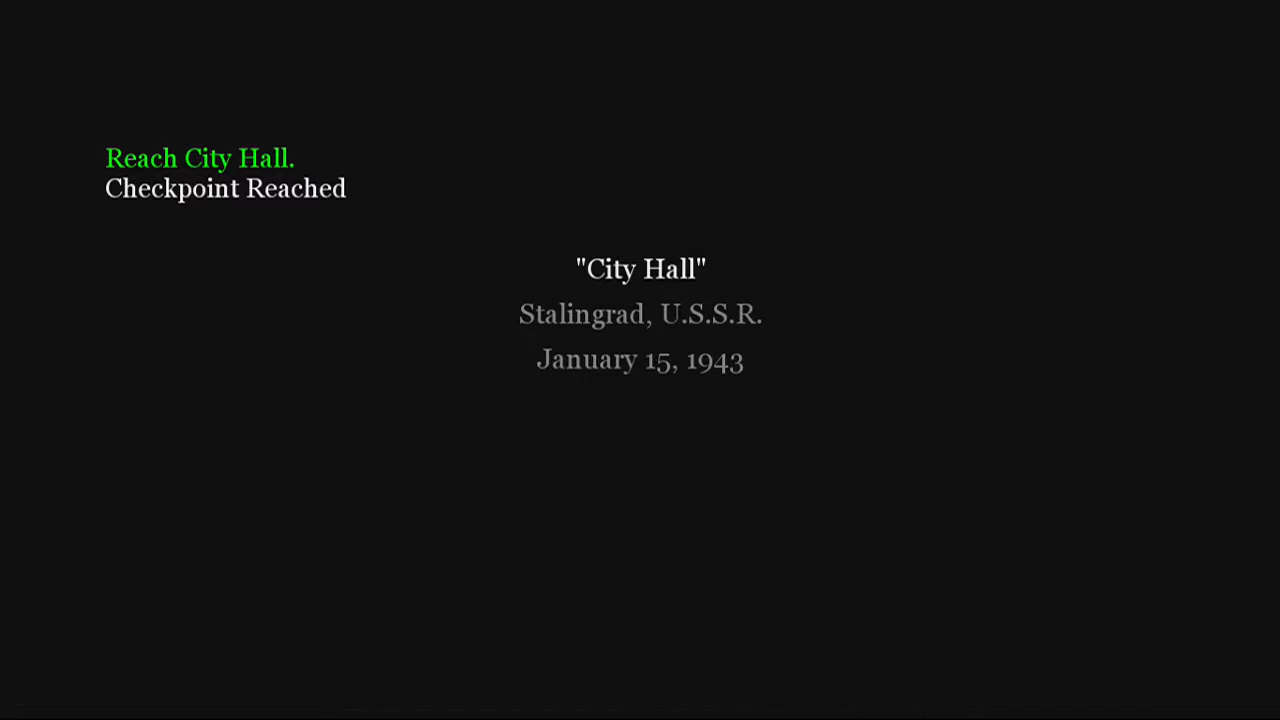 Reach City Hall.
Checkpoint Reached
"City Hall"
Stalingrad, U.S.S.R.
January 15, 1943